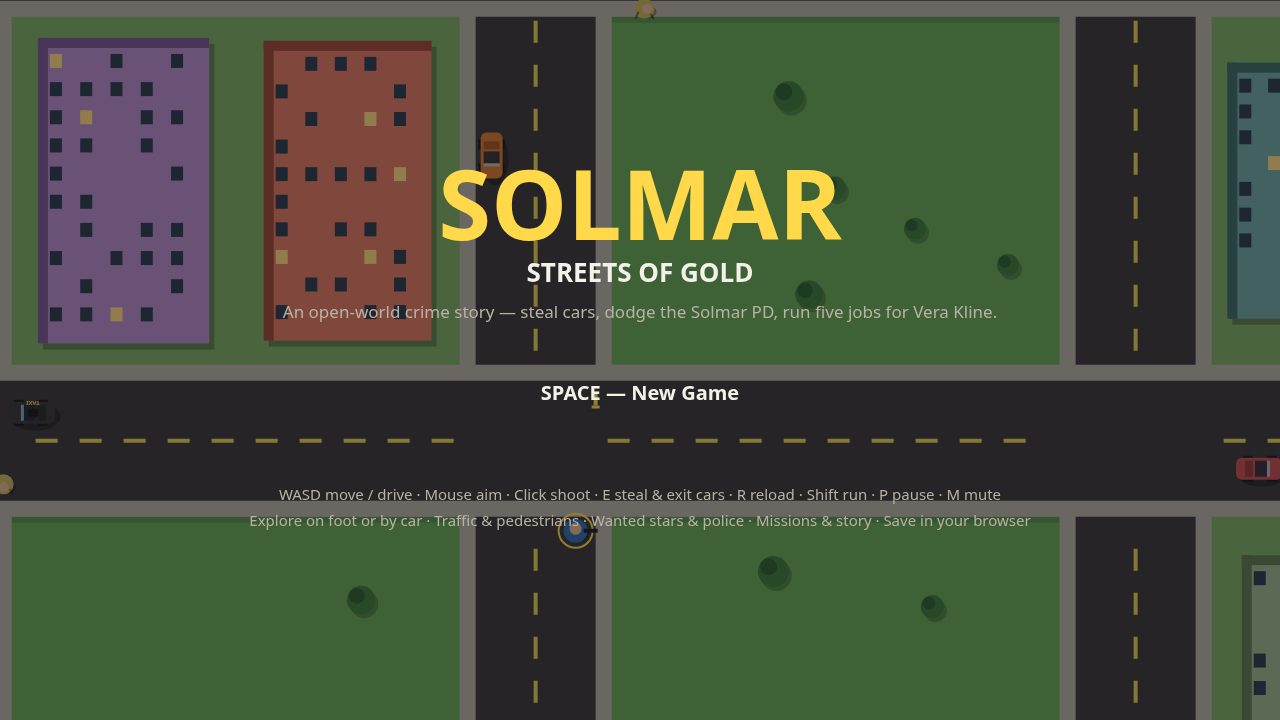 SOLMAR
STREETS OF GOLD
An open-world crime story — steal cars, dodge the Solmar PD, run five jobs for Vera Kline.
SPACE — New Game
TAXI
WASD move / drive · Mouse aim · Click shoot · E steal & exit cars · R reload · Shift run · P pause · M mute
Explore on foot or by car · Traffic & pedestrians · Wanted stars & police · Missions & story · Save in your browser